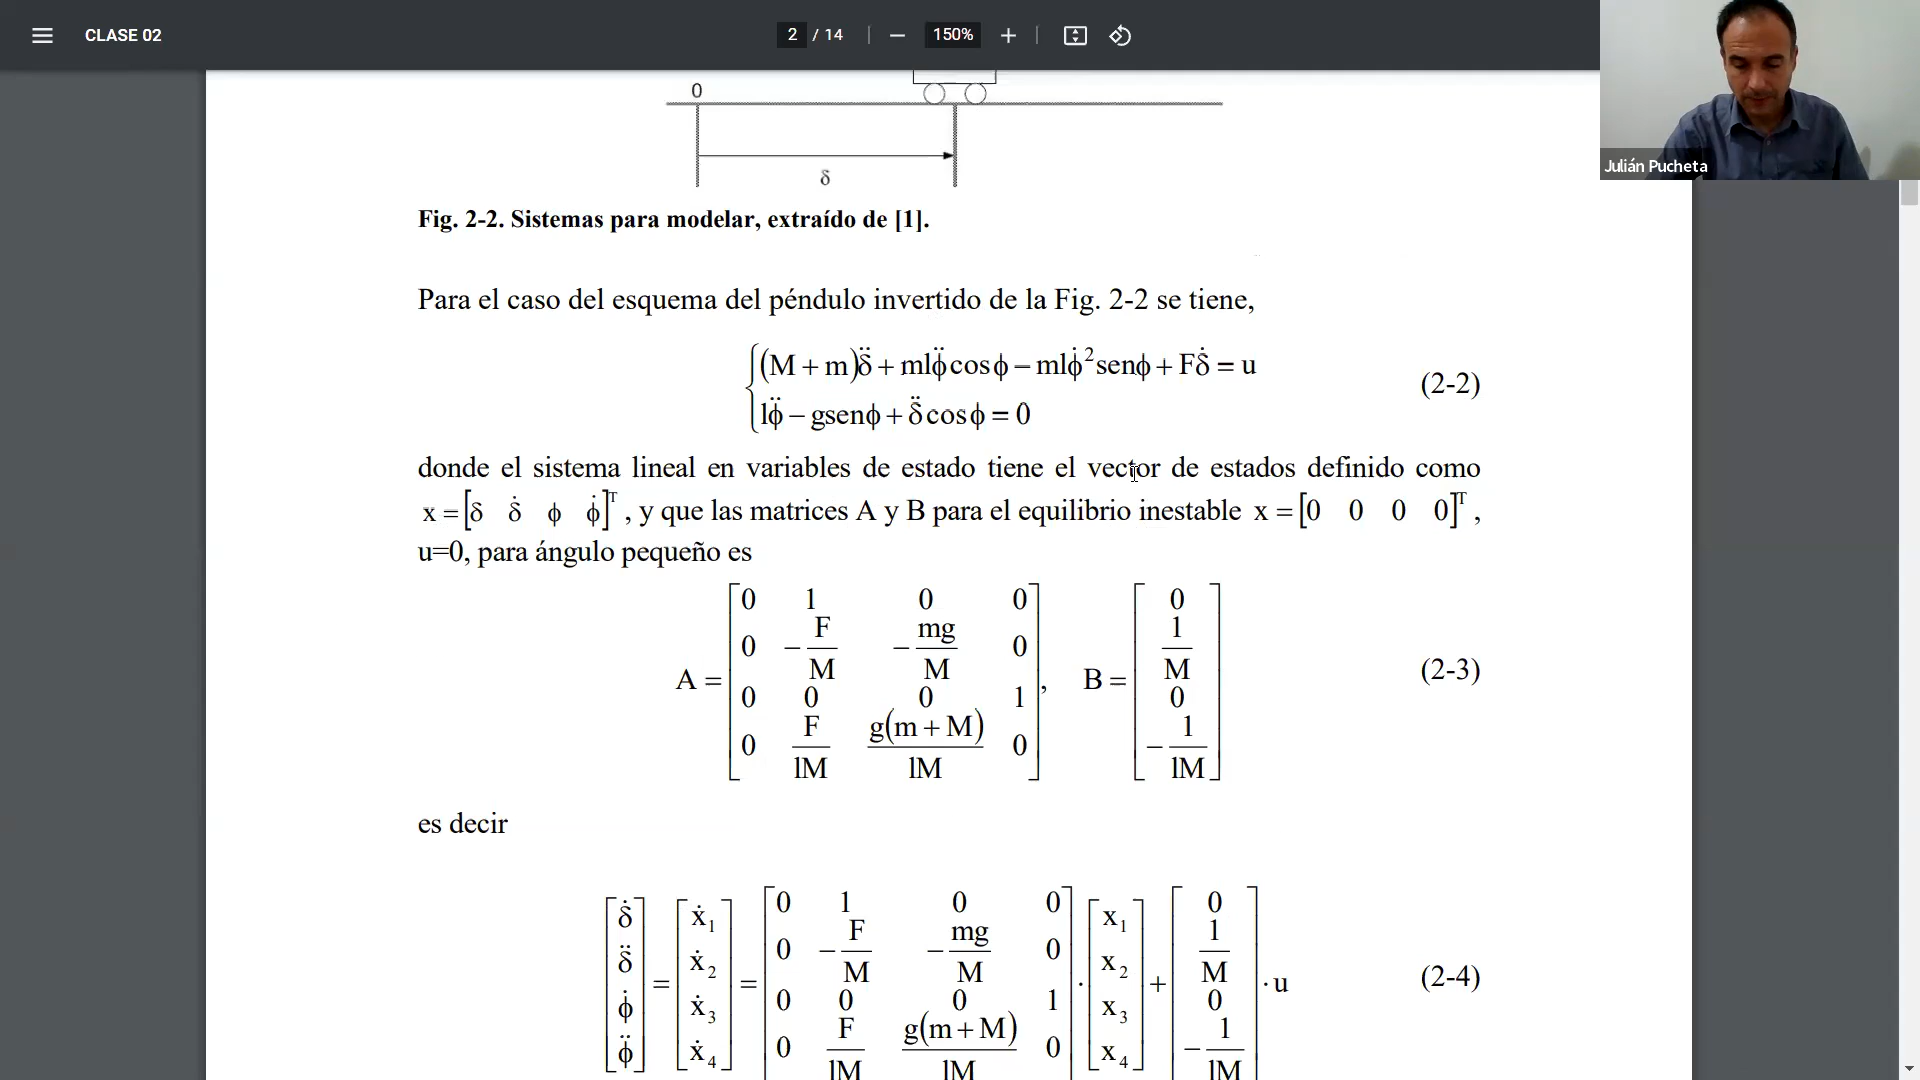 CLASE 02
2 / 14
150%
Julián Pucheta
0
δ
Fig. 2-2. Sistemas para modelar, extraído de [1].
Para el caso del esquema del péndulo invertido de la Fig. 2-2 se tiene,
{(M + m)δ̈ + mlφ̈ cos φ − mlφ̇² sen φ + Fδ̇ = u
lφ̈ − g sen φ + δ̈ cos φ = 0
(2-2)
donde el sistema lineal en variables de estado tiene el vector de estados definido como
x = [δ δ̇ φ φ̇]ᵀ, y que las matrices A y B para el equilibrio inestable x = [0 0 0 0]ᵀ,
u=0, para ángulo pequeño es
A = [0 1 0 0
0 −F/M −mg/M 0
0 0 0 1
0 F/lM g(m + M)/lM 0],
B = [0
1/M
0
−1/lM]
(2-3)
es decir
[δ̇
δ̈
φ̇
φ̈]
= [ẋ₁
ẋ₂
ẋ₃
ẋ₄]
= [0 1 0 0
0 −F/M −mg/M 0
0 0 0 1
0 F/lM g(m + M)/lM 0]
· [x₁
x₂
x₃
x₄]
+ [0
1/M
0
−1/lM] · u
(2-4)